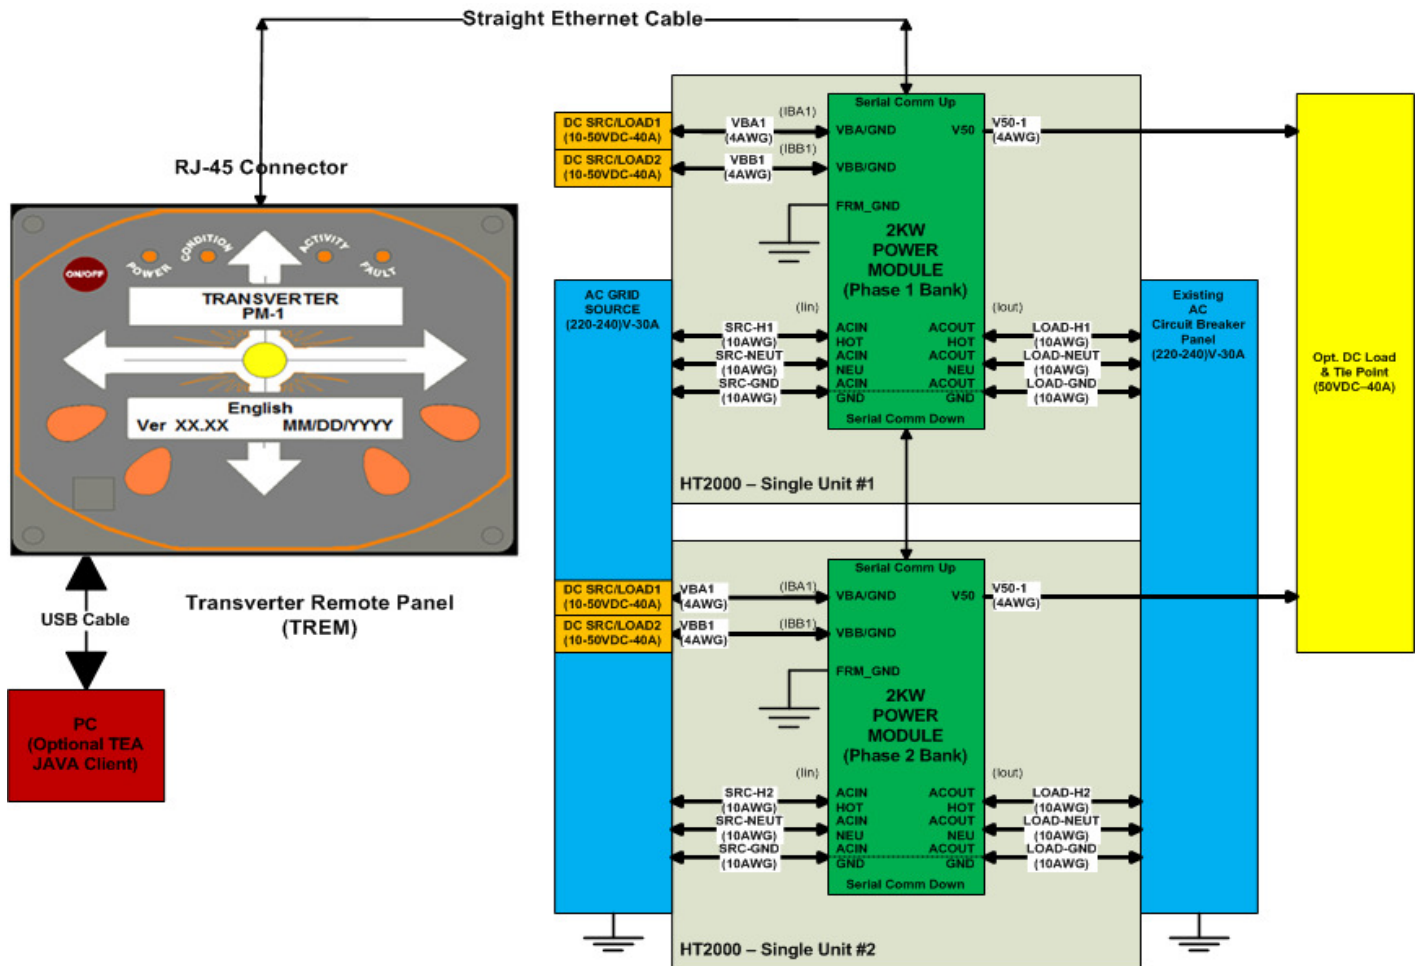 Straight Ethernet Cable
RJ-45 Connector
ON/OFF
POWER
CONDITION
ACTIVITY
FAULT
TRANSVERTER
PM-1
English
Ver XX.XX MM/DD/YYYY
Transverter Remote Panel
(TREM)
USB Cable
PC
(Optional TEA
JAVA Client)
DC SRC/LOAD1
(10-50VDC-40A)
DC SRC/LOAD2
(10-50VDC-40A)
VBA1
(4AWG)
(IBA1)
VBB1
(4AWG)
(IBB1)
Serial Comm Up
VBA/GND
V50
VBB/GND
FRM_GND
2KW
POWER
MODULE
(Phase 1 Bank)
V50-1
(4AWG)
AC GRID
SOURCE
(220-240)V-30A
(Iin)
SRC-H1
(10AWG)
SRC-NEUT
(10AWG)
SRC-GND
(10AWG)
ACIN
HOT
ACIN
NEU
ACIN
GND
ACOUT
HOT
ACOUT
NEU
ACOUT
GND
Serial Comm Down
(Iout)
LOAD-H1
(10AWG)
LOAD-NEUT
(10AWG)
LOAD-GND
(10AWG)
Existing
AC
Circuit Breaker
Panel
(220-240)V-30A
Opt. DC Load
& Tie Point
(50VDC–40A)
HT2000 – Single Unit #1
DC SRC/LOAD1
(10-50VDC-40A)
DC SRC/LOAD2
(10-50VDC-40A)
VBA1
(4AWG)
(IBA1)
VBB1
(4AWG)
(IBB1)
Serial Comm Up
VBA/GND
V50
VBB/GND
FRM_GND
2KW
POWER
MODULE
(Phase 2 Bank)
V50-1
(4AWG)
(Iin)
SRC-H2
(10AWG)
SRC-NEUT
(10AWG)
SRC-GND
(10AWG)
ACIN
HOT
ACIN
NEU
ACIN
GND
ACOUT
HOT
ACOUT
NEU
ACOUT
GND
Serial Comm Down
(Iout)
LOAD-H2
(10AWG)
LOAD-NEUT
(10AWG)
LOAD-GND
(10AWG)
HT2000 – Single Unit #2